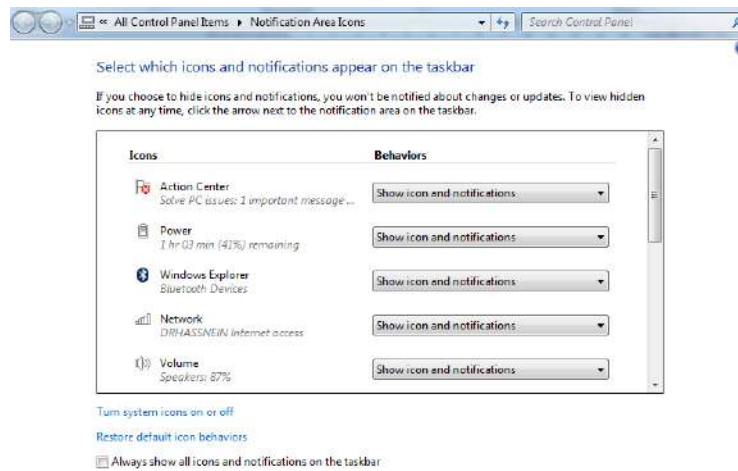 « All Control Panel Items ▸ Notification Area Icons
Search Control Panel
Select which icons and notifications appear on the taskbar
If you choose to hide icons and notifications, you won't be notified about changes or updates. To view hidden
icons at any time, click the arrow next to the notification area on the taskbar.
Icons Behaviors
Action Center Show icon and notifications
Solve PC issues: 1 important message ...
Power Show icon and notifications
1 hr 03 min (41%) remaining
Windows Explorer Show icon and notifications
Bluetooth Devices
Network Show icon and notifications
DRHASSNEIN Internet access
Volume Show icon and notifications
Speakers: 87%
Turn system icons on or off
Restore default icon behaviors
Always show all icons and notifications on the taskbar